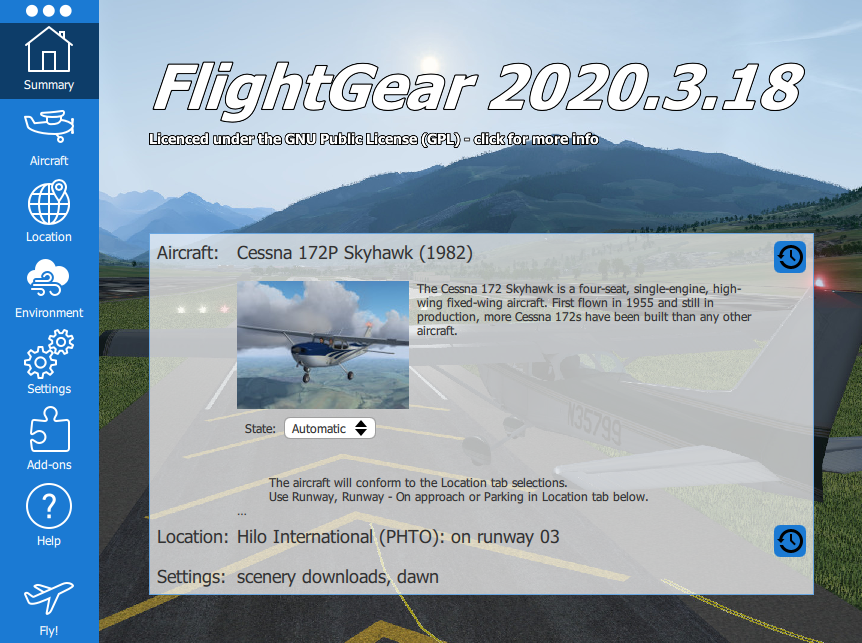 FlightGear 2020.3.18
Licenced under the GNU Public License (GPL) - click for more info
Summary
Aircraft
Location
Environment
Settings
Add-ons
?
Help
Fly!
Aircraft: Cessna 172P Skyhawk (1982)
The Cessna 172 Skyhawk is a four-seat, single-engine, high-
wing fixed-wing aircraft. First flown in 1955 and still in
production, more Cessna 172s have been built than any other
aircraft.
N35799
State: Automatic
The aircraft will conform to the Location tab selections.
Use Runway, Runway - On approach or Parking in Location tab below.
...
Location: Hilo International (PHTO): on runway 03
Settings: scenery downloads, dawn